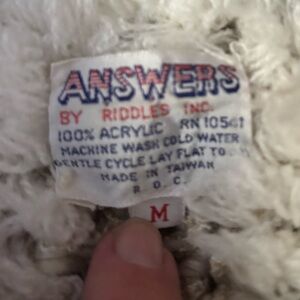 ANSWERS
BY RIDDLES INC.
100% ACRYLIC RN 10541
MACHINE WASH COLD WATER
GENTLE CYCLE LAY FLAT TO
MADE IN TAIWAN
R.O.C.
M